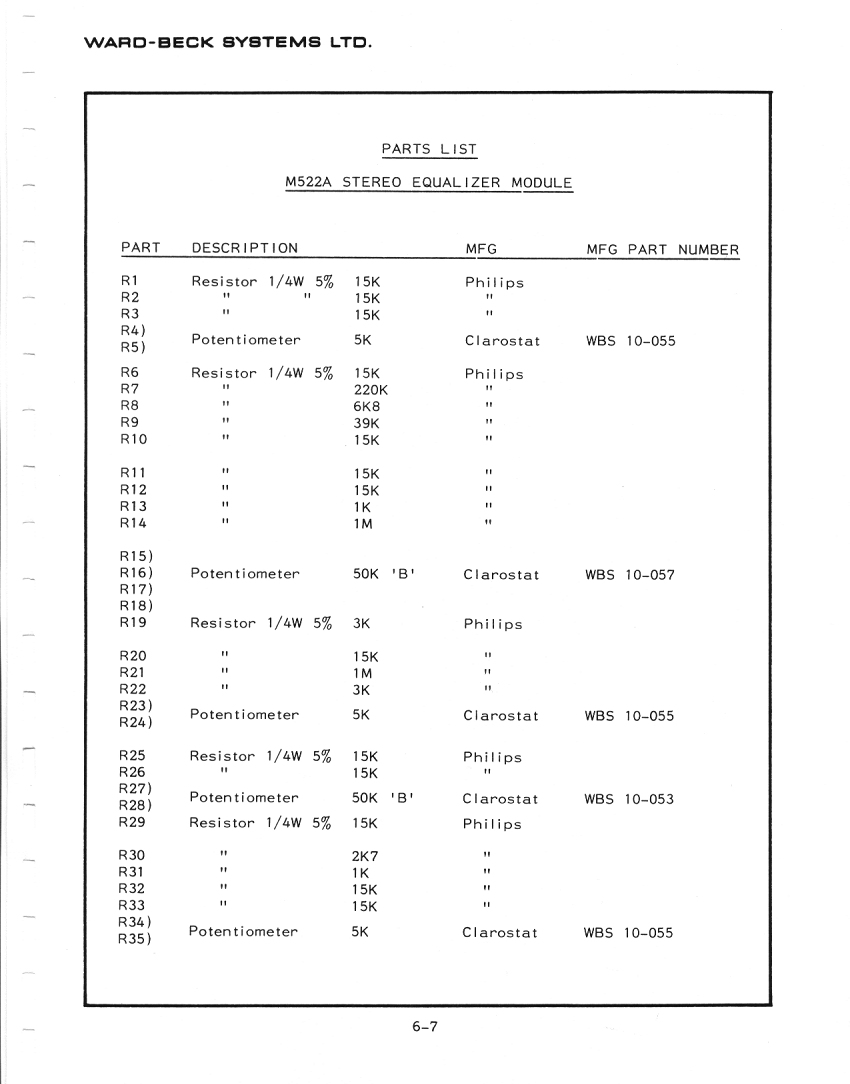 WARD-BECK SYSTEMS LTD.
PARTS LIST
M522A STEREO EQUALIZER MODULE
PART DESCRIPTION MFG MFG PART NUMBER
R1 Resistor 1/4W 5% 15K Philips
R2 " " 15K "
R3 " 15K "
R4)
R5) Potentiometer 5K Clarostat WBS 10-055
R6 Resistor 1/4W 5% 15K Philips
R7 " 220K "
R8 " 6K8 "
R9 " 39K "
R10 " 15K "
R11 " 15K "
R12 " 15K "
R13 " 1K "
R14 " 1M "
R15)
R16) Potentiometer 50K 'B' Clarostat WBS 10-057
R17)
R18)
R19 Resistor 1/4W 5% 3K Philips
R20 " 15K "
R21 " 1M "
R22 " 3K "
R23)
R24) Potentiometer 5K Clarostat WBS 10-055
R25 Resistor 1/4W 5% 15K Philips
R26 " 15K "
R27)
R28) Potentiometer 50K 'B' Clarostat WBS 10-053
R29 Resistor 1/4W 5% 15K Philips
R30 " 2K7 "
R31 " 1K "
R32 " 15K "
R33 " 15K "
R34)
R35) Potentiometer 5K Clarostat WBS 10-055
6-7